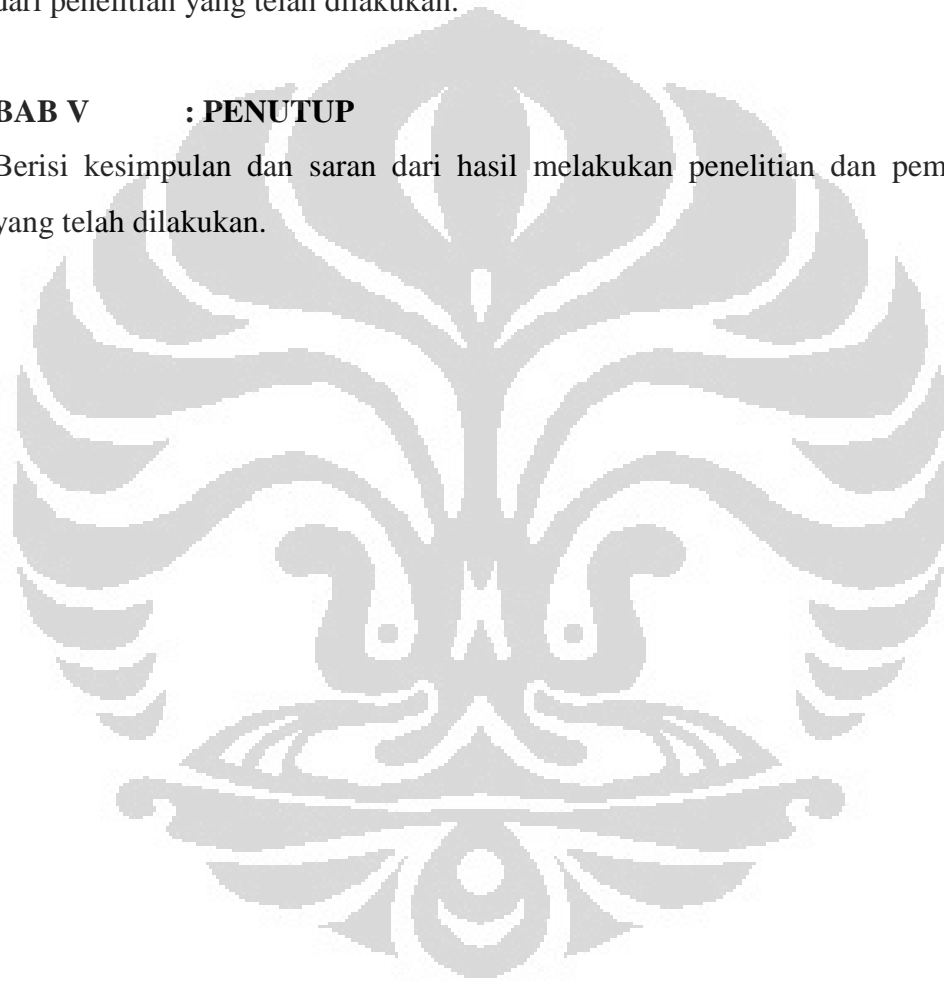 dari penelitian yang telah dilakukan.
BAB V : PENUTUP
Berisi kesimpulan dan saran dari hasil melakukan penelitian dan pem
yang telah dilakukan.